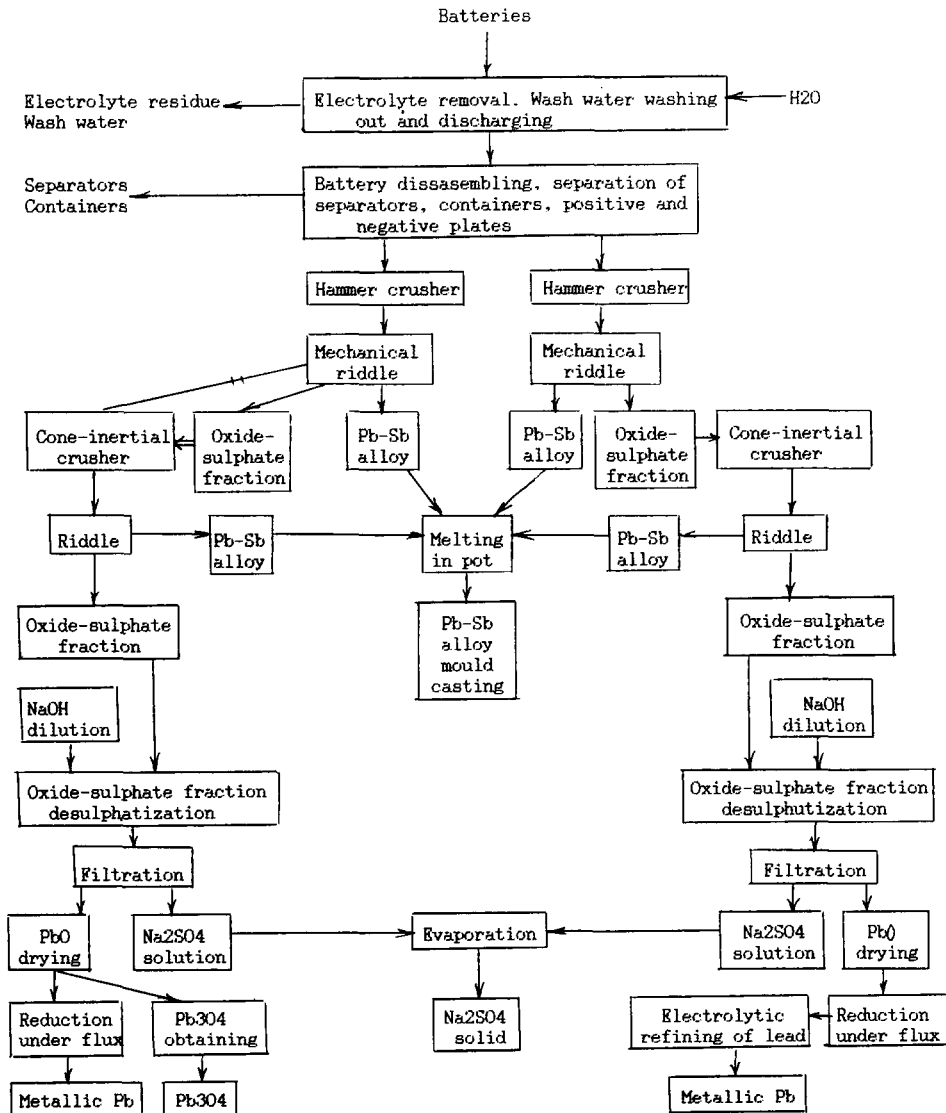 Batteries
Electrolyte residue
Wash water
Electrolyte removal. Wash water washing
out and discharging
H2O
Separators
Containers
Battery dissasembling, separation of
separators, containers, positive and
negative plates
Hammer crusher
Hammer crusher
Mechanical
riddle
Mechanical
riddle
Cone-inertial
crusher
Oxide-
sulphate
fraction
Pb-Sb
alloy
Pb-Sb
alloy
Oxide-
sulphate
fraction
Cone-inertial
crusher
Riddle
Pb-Sb
alloy
Melting
in pot
Pb-Sb
alloy
Riddle
Oxide-sulphate
fraction
Pb-Sb
alloy
mould
casting
Oxide-sulphate
fraction
NaOH
dilution
NaOH
dilution
Oxide-sulphate fraction
desulphatization
Oxide-sulphate fraction
desulphutization
Filtration
Filtration
PbO
drying
Na2SO4
solution
Evaporation
Na2SO4
solution
PbO
drying
Reduction
under flux
Pb3O4
obtaining
Na2SO4
solid
Electrolytic
refining of lead
Reduction
under flux
Metallic Pb
Pb3O4
Metallic Pb